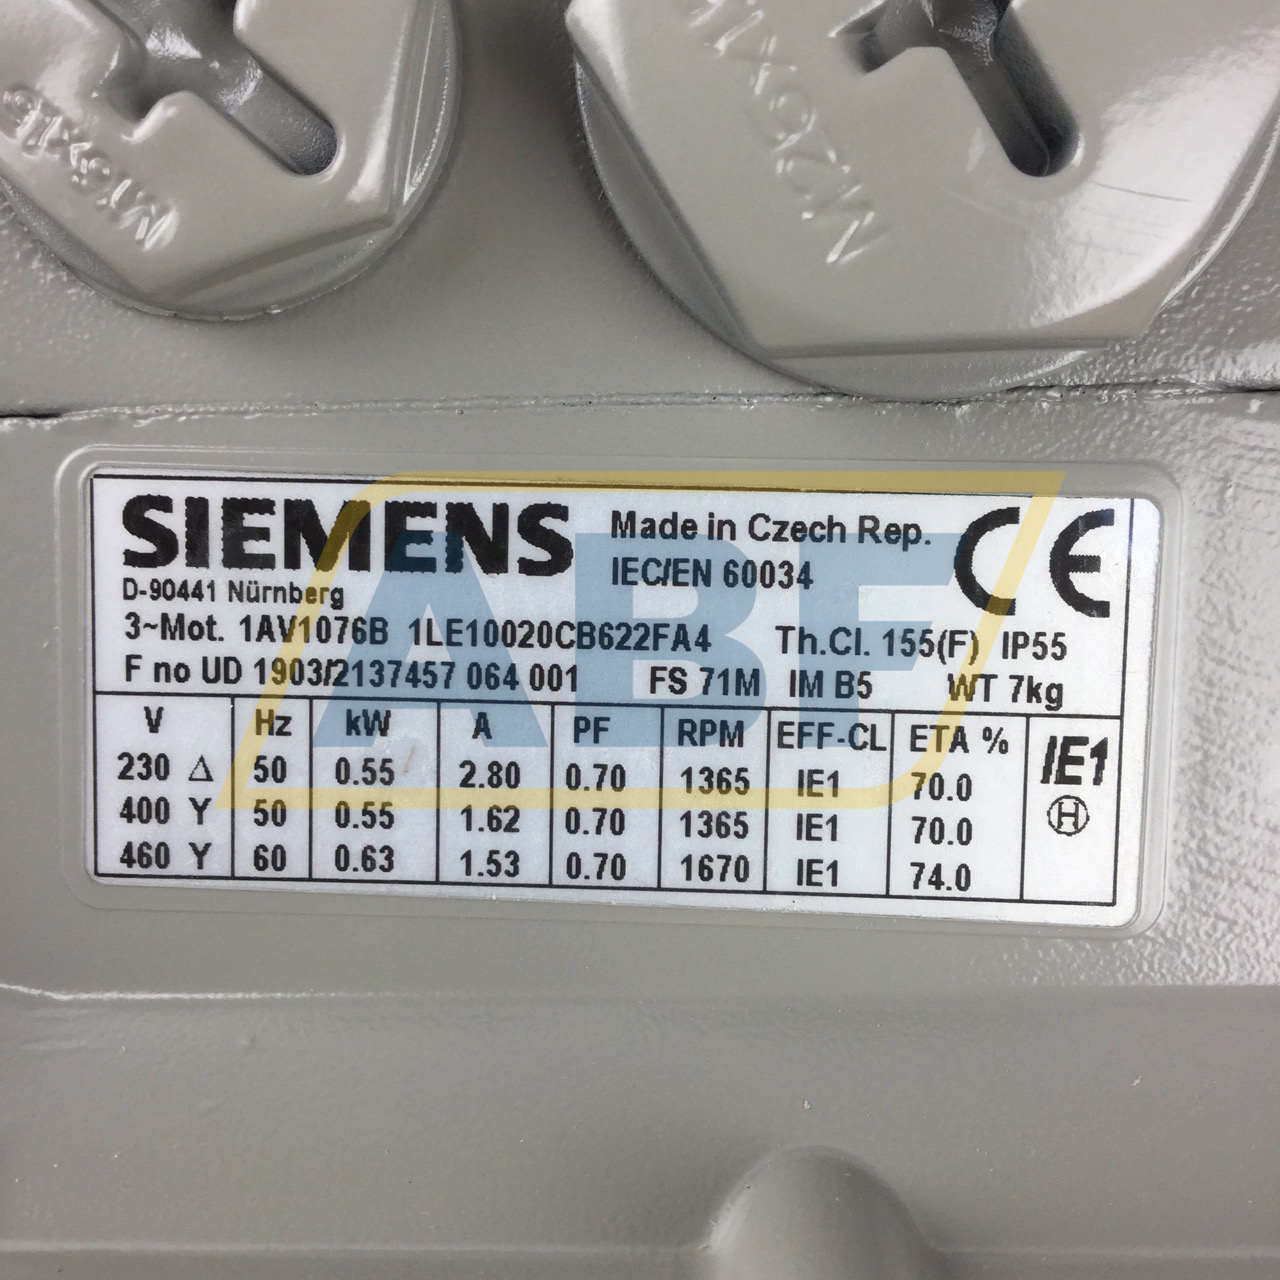 M16x1.5
M25x1.5
SIEMENS
D-90441 Nürnberg
Made in Czech Rep.
IEC/EN 60034
CE
3~Mot. 1AV1076B 1LE10020CB622FA4 Th.Cl. 155(F) IP55
F no UD 1903/2137457 064 001 FS 71M IM B5 WT 7kg
V Hz kW A PF RPM EFF-CL ETA %
230 Δ 50 0.55 2.80 0.70 1365 IE1 70.0
400 Y 50 0.55 1.62 0.70 1365 IE1 70.0
460 Y 60 0.63 1.53 0.70 1670 IE1 74.0
IE1
H
ABF